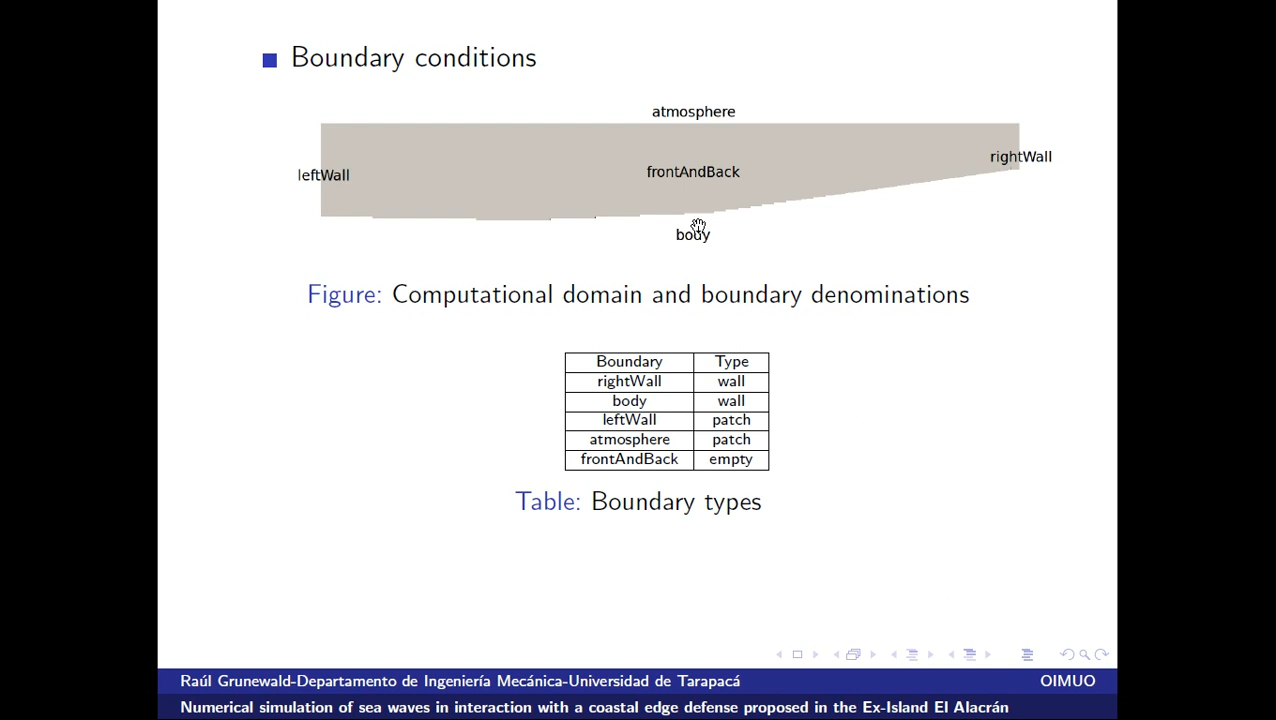 Boundary conditions
atmosphere
rightWall
leftWall
frontAndBack
body
Figure: Computational domain and boundary denominations
Boundary Type
rightWall wall
body wall
leftWall patch
atmosphere patch
frontAndBack empty
Table: Boundary types
Raúl Grunewald-Departamento de Ingeniería Mecánica-Universidad de Tarapacá OIMUO
Numerical simulation of sea waves in interaction with a coastal edge defense proposed in the Ex-Island El Alacrán